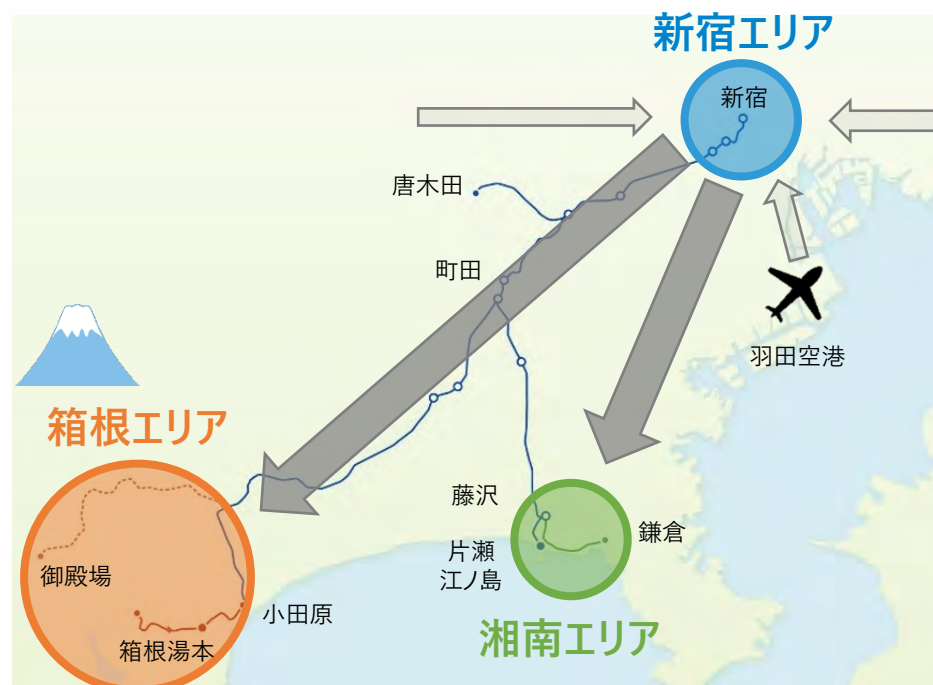 新宿エリア
新宿
唐木田
町田
羽田空港
箱根エリア
藤沢
鎌倉
片瀬
江ノ島
御殿場
小田原
湘南エリア
箱根湯本